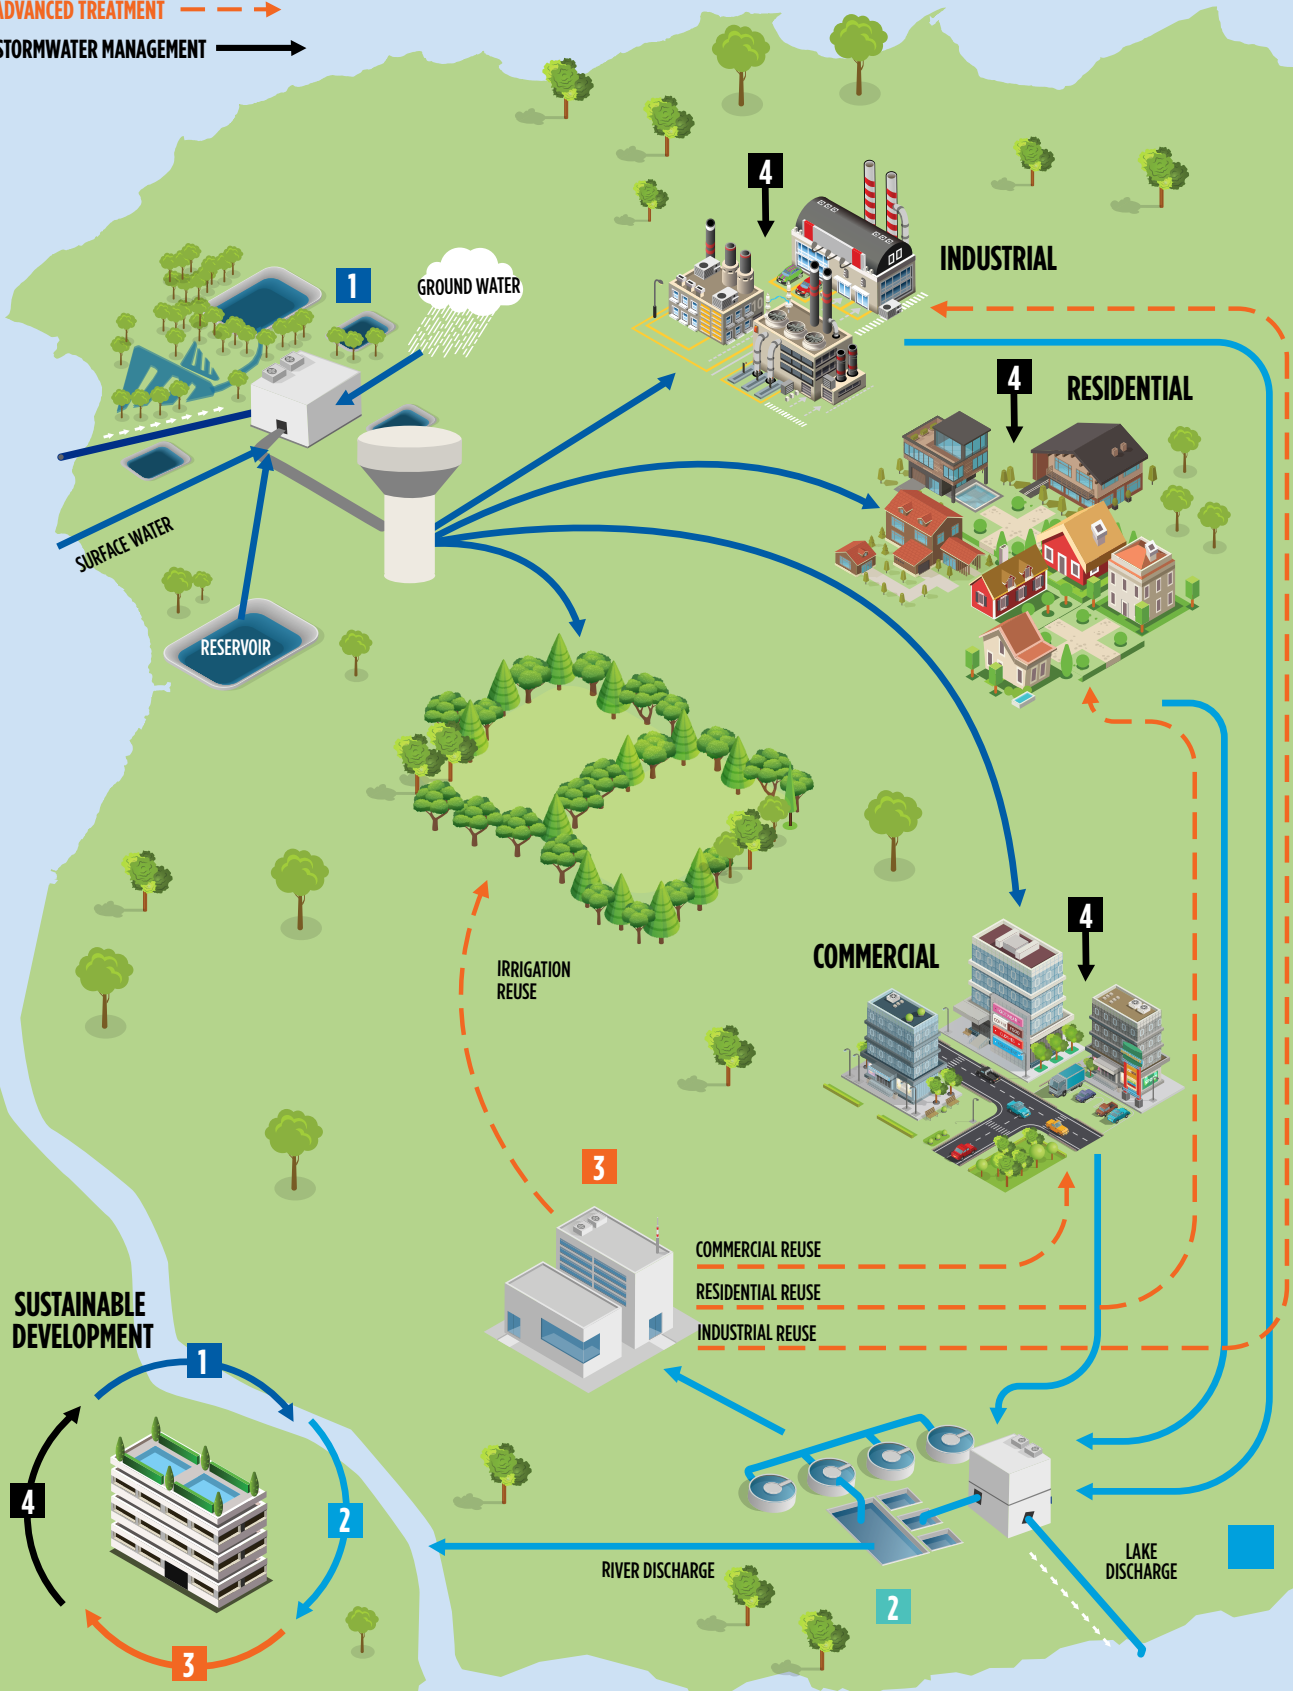 ADVANCED TREATMENT
STORMWATER MANAGEMENT
4
INDUSTRIAL
1
GROUND WATER
4
RESIDENTIAL
SURFACE WATER
RESERVOIR
4
COMMERCIAL
IRRIGATION
REUSE
3
COMMERCIAL REUSE
RESIDENTIAL REUSE
INDUSTRIAL REUSE
SUSTAINABLE
DEVELOPMENT
1
4
2
3
RIVER DISCHARGE
LAKE
DISCHARGE
2